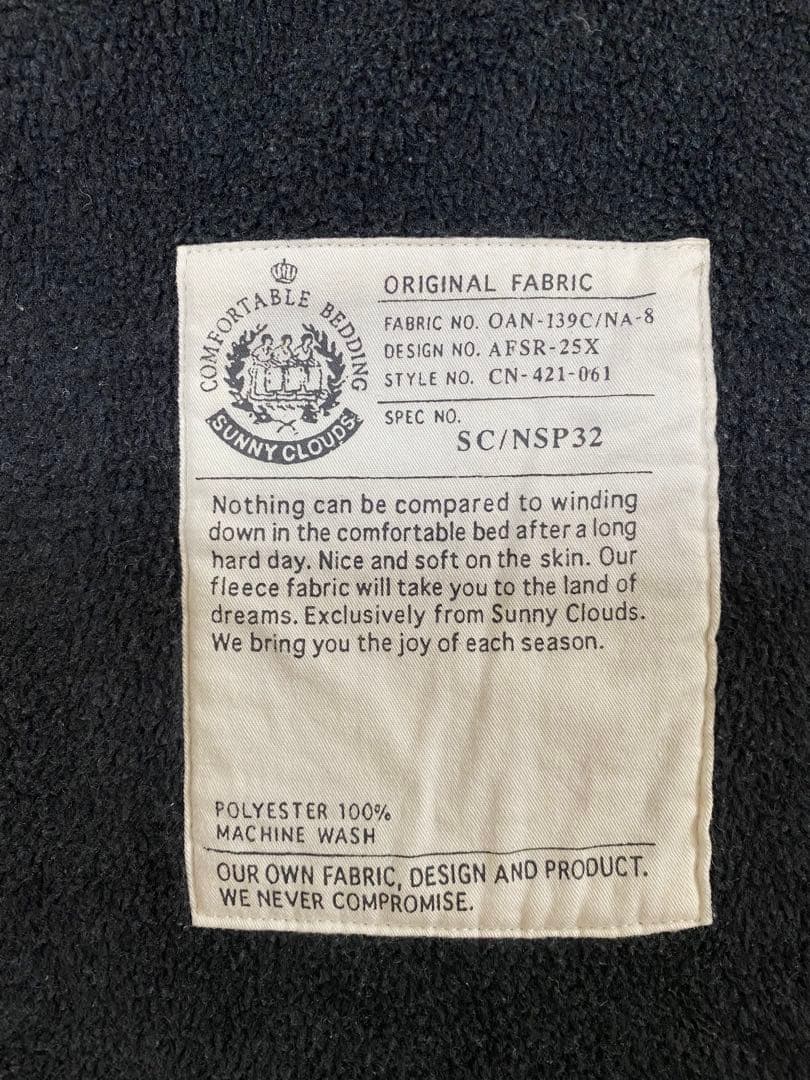 COMFORTABLE BEDDING
SUNNY CLOUDS
ORIGINAL FABRIC
FABRIC NO. OAN-139C/NA-8
DESIGN NO. AFSR-25X
STYLE NO. CN-421-061
SPEC NO.
SC/NSP32
Nothing can be compared to winding
down in the comfortable bed after a long
hard day. Nice and soft on the skin. Our
fleece fabric will take you to the land of
dreams. Exclusively from Sunny Clouds.
We bring you the joy of each season.
POLYESTER 100%
MACHINE WASH
OUR OWN FABRIC, DESIGN AND PRODUCT.
WE NEVER COMPROMISE.